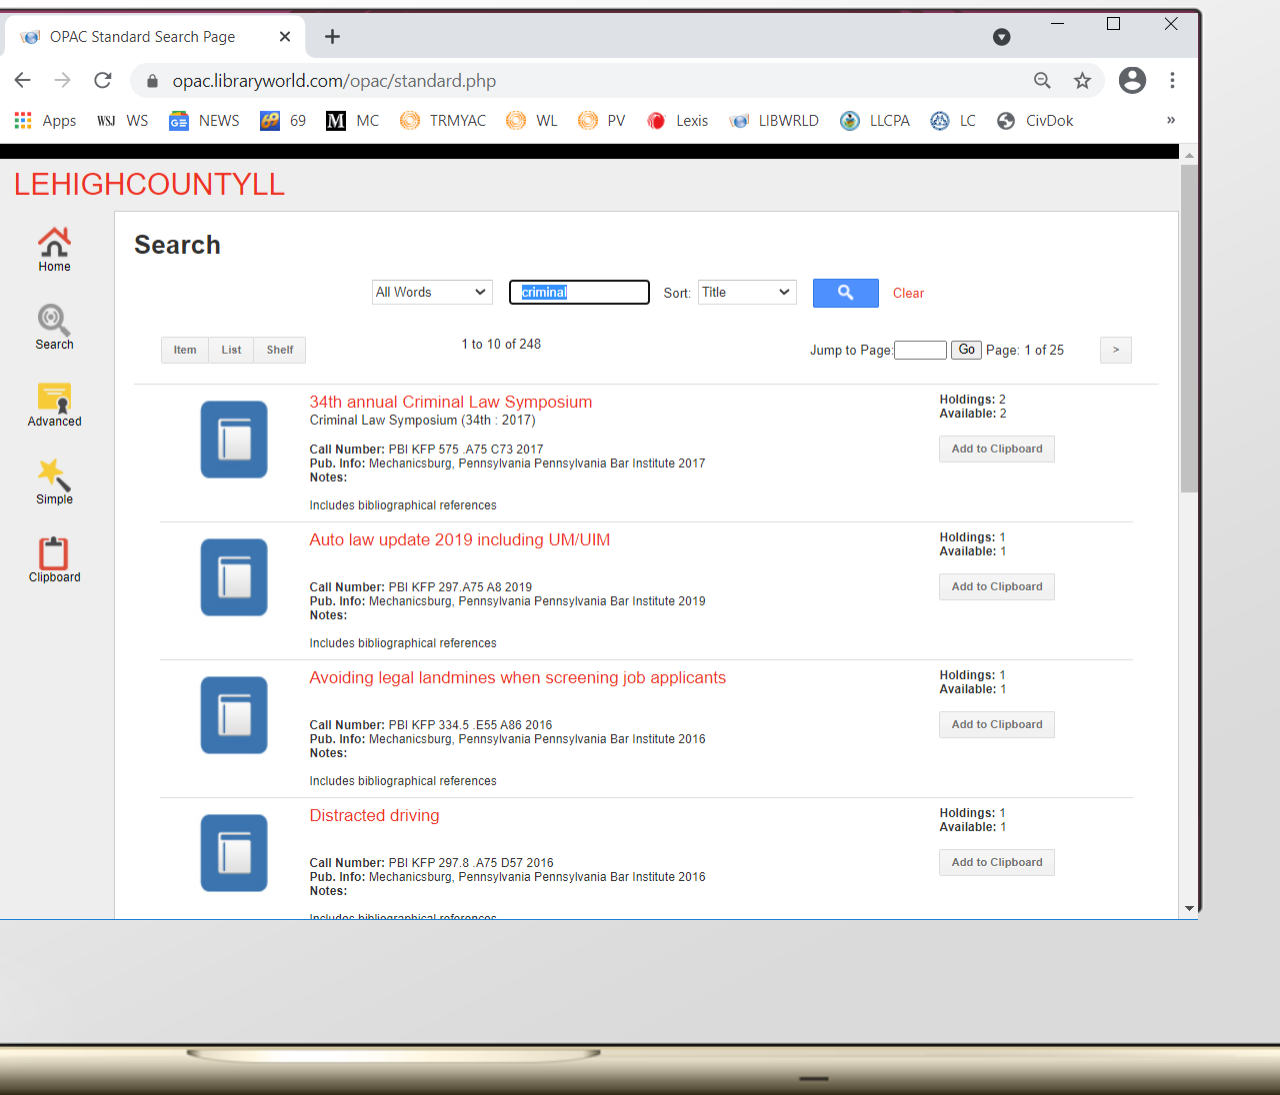 OPAC Standard Search Page
opac.libraryworld.com/opac/standard.php
Apps WSJ WS GE NEWS 69 M MC TRMYAC WL PV Lexis LIBWRLD LLCPA LC CivDok »
LEHIGHCOUNTYLL
Home
Search
Advanced
Simple
Clipboard
Search
All Words criminal Sort: Title Clear
Item List Shelf 1 to 10 of 248 Jump to Page: Go Page: 1 of 25 >
34th annual Criminal Law Symposium
Criminal Law Symposium (34th : 2017)
Call Number: PBI KFP 575 .A75 C73 2017
Pub. Info: Mechanicsburg, Pennsylvania Pennsylvania Bar Institute 2017
Notes:
Includes bibliographical references
Holdings: 2
Available: 2
Add to Clipboard
Auto law update 2019 including UM/UIM
Call Number: PBI KFP 297.A75 A8 2019
Pub. Info: Mechanicsburg, Pennsylvania Pennsylvania Bar Institute 2019
Notes:
Includes bibliographical references
Holdings: 1
Available: 1
Add to Clipboard
Avoiding legal landmines when screening job applicants
Call Number: PBI KFP 334.5 .E55 A86 2016
Pub. Info: Mechanicsburg, Pennsylvania Pennsylvania Bar Institute 2016
Notes:
Includes bibliographical references
Holdings: 1
Available: 1
Add to Clipboard
Distracted driving
Call Number: PBI KFP 297.8 .A75 D57 2016
Pub. Info: Mechanicsburg, Pennsylvania Pennsylvania Bar Institute 2016
Notes:
Includes bibliographical references
Holdings: 1
Available: 1
Add to Clipboard